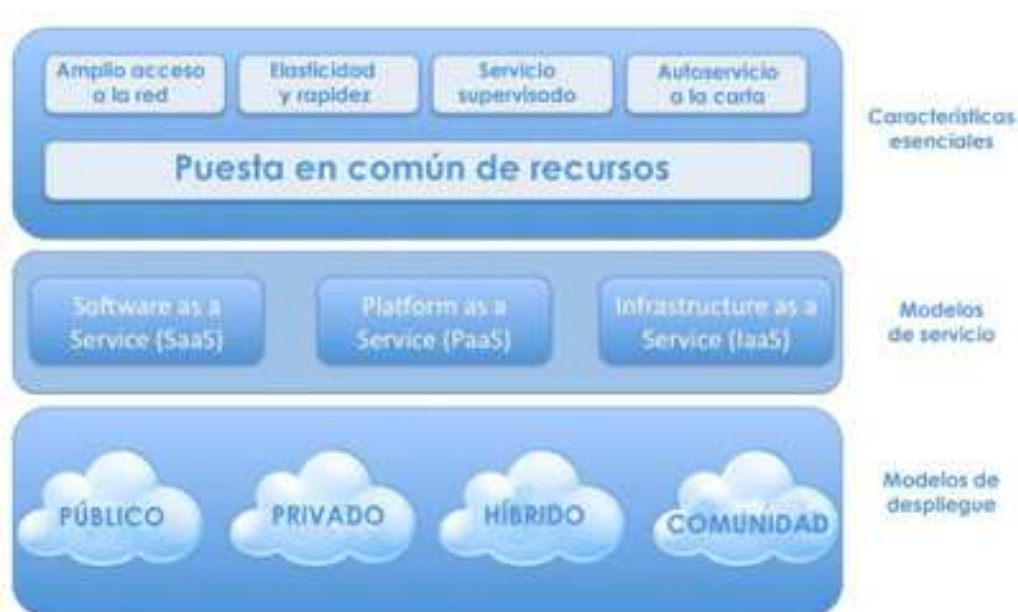 Amplio acceso
a la red
Elasticidad
y rapidez
Servicio
supervisado
Autoservicio
a la carta
Características
esenciales
Puesta en común de recursos
Software as a
Service (SaaS)
Platform as a
Service (PaaS)
Infrastructure as a
Service (IaaS)
Modelos
de servicio
PÚBLICO
PRIVADO
HÍBRIDO
COMUNIDAD
Modelos de
despliegue